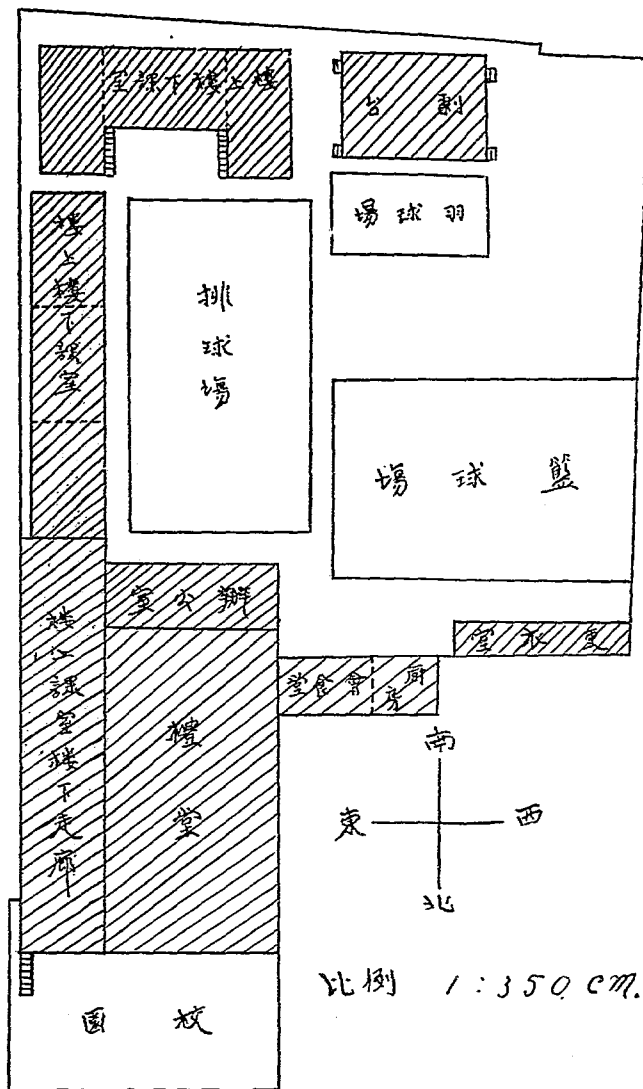 樓上樓下課室
劇台
羽球場
樓上樓下課室
排球場
籃球場
辦公室
樓上課室樓下走廊
禮堂
更衣室
會食堂
廚房
南
東
西
北
比例 1:350 cm.
校園